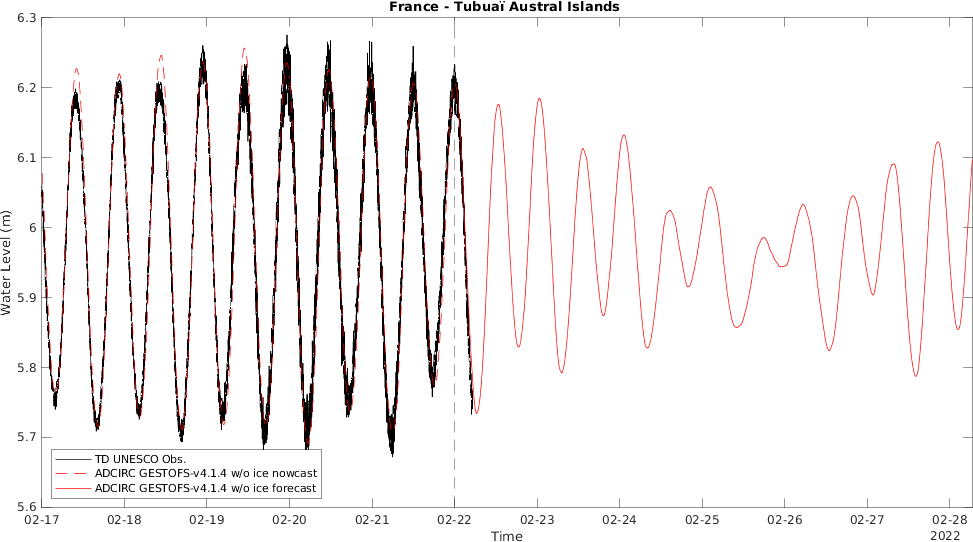 France - Tubuaï Austral Islands
Water Level (m)
6.3
6.2
6.1
6
5.9
5.8
5.7
5.6
TD UNESCO Obs.
ADCIRC GESTOFS-v4.1.4 w/o ice nowcast
ADCIRC GESTOFS-v4.1.4 w/o ice forecast
02-17 02-18 02-19 02-20 02-21 02-22 02-23 02-24 02-25 02-26 02-27 02-28
2022
Time